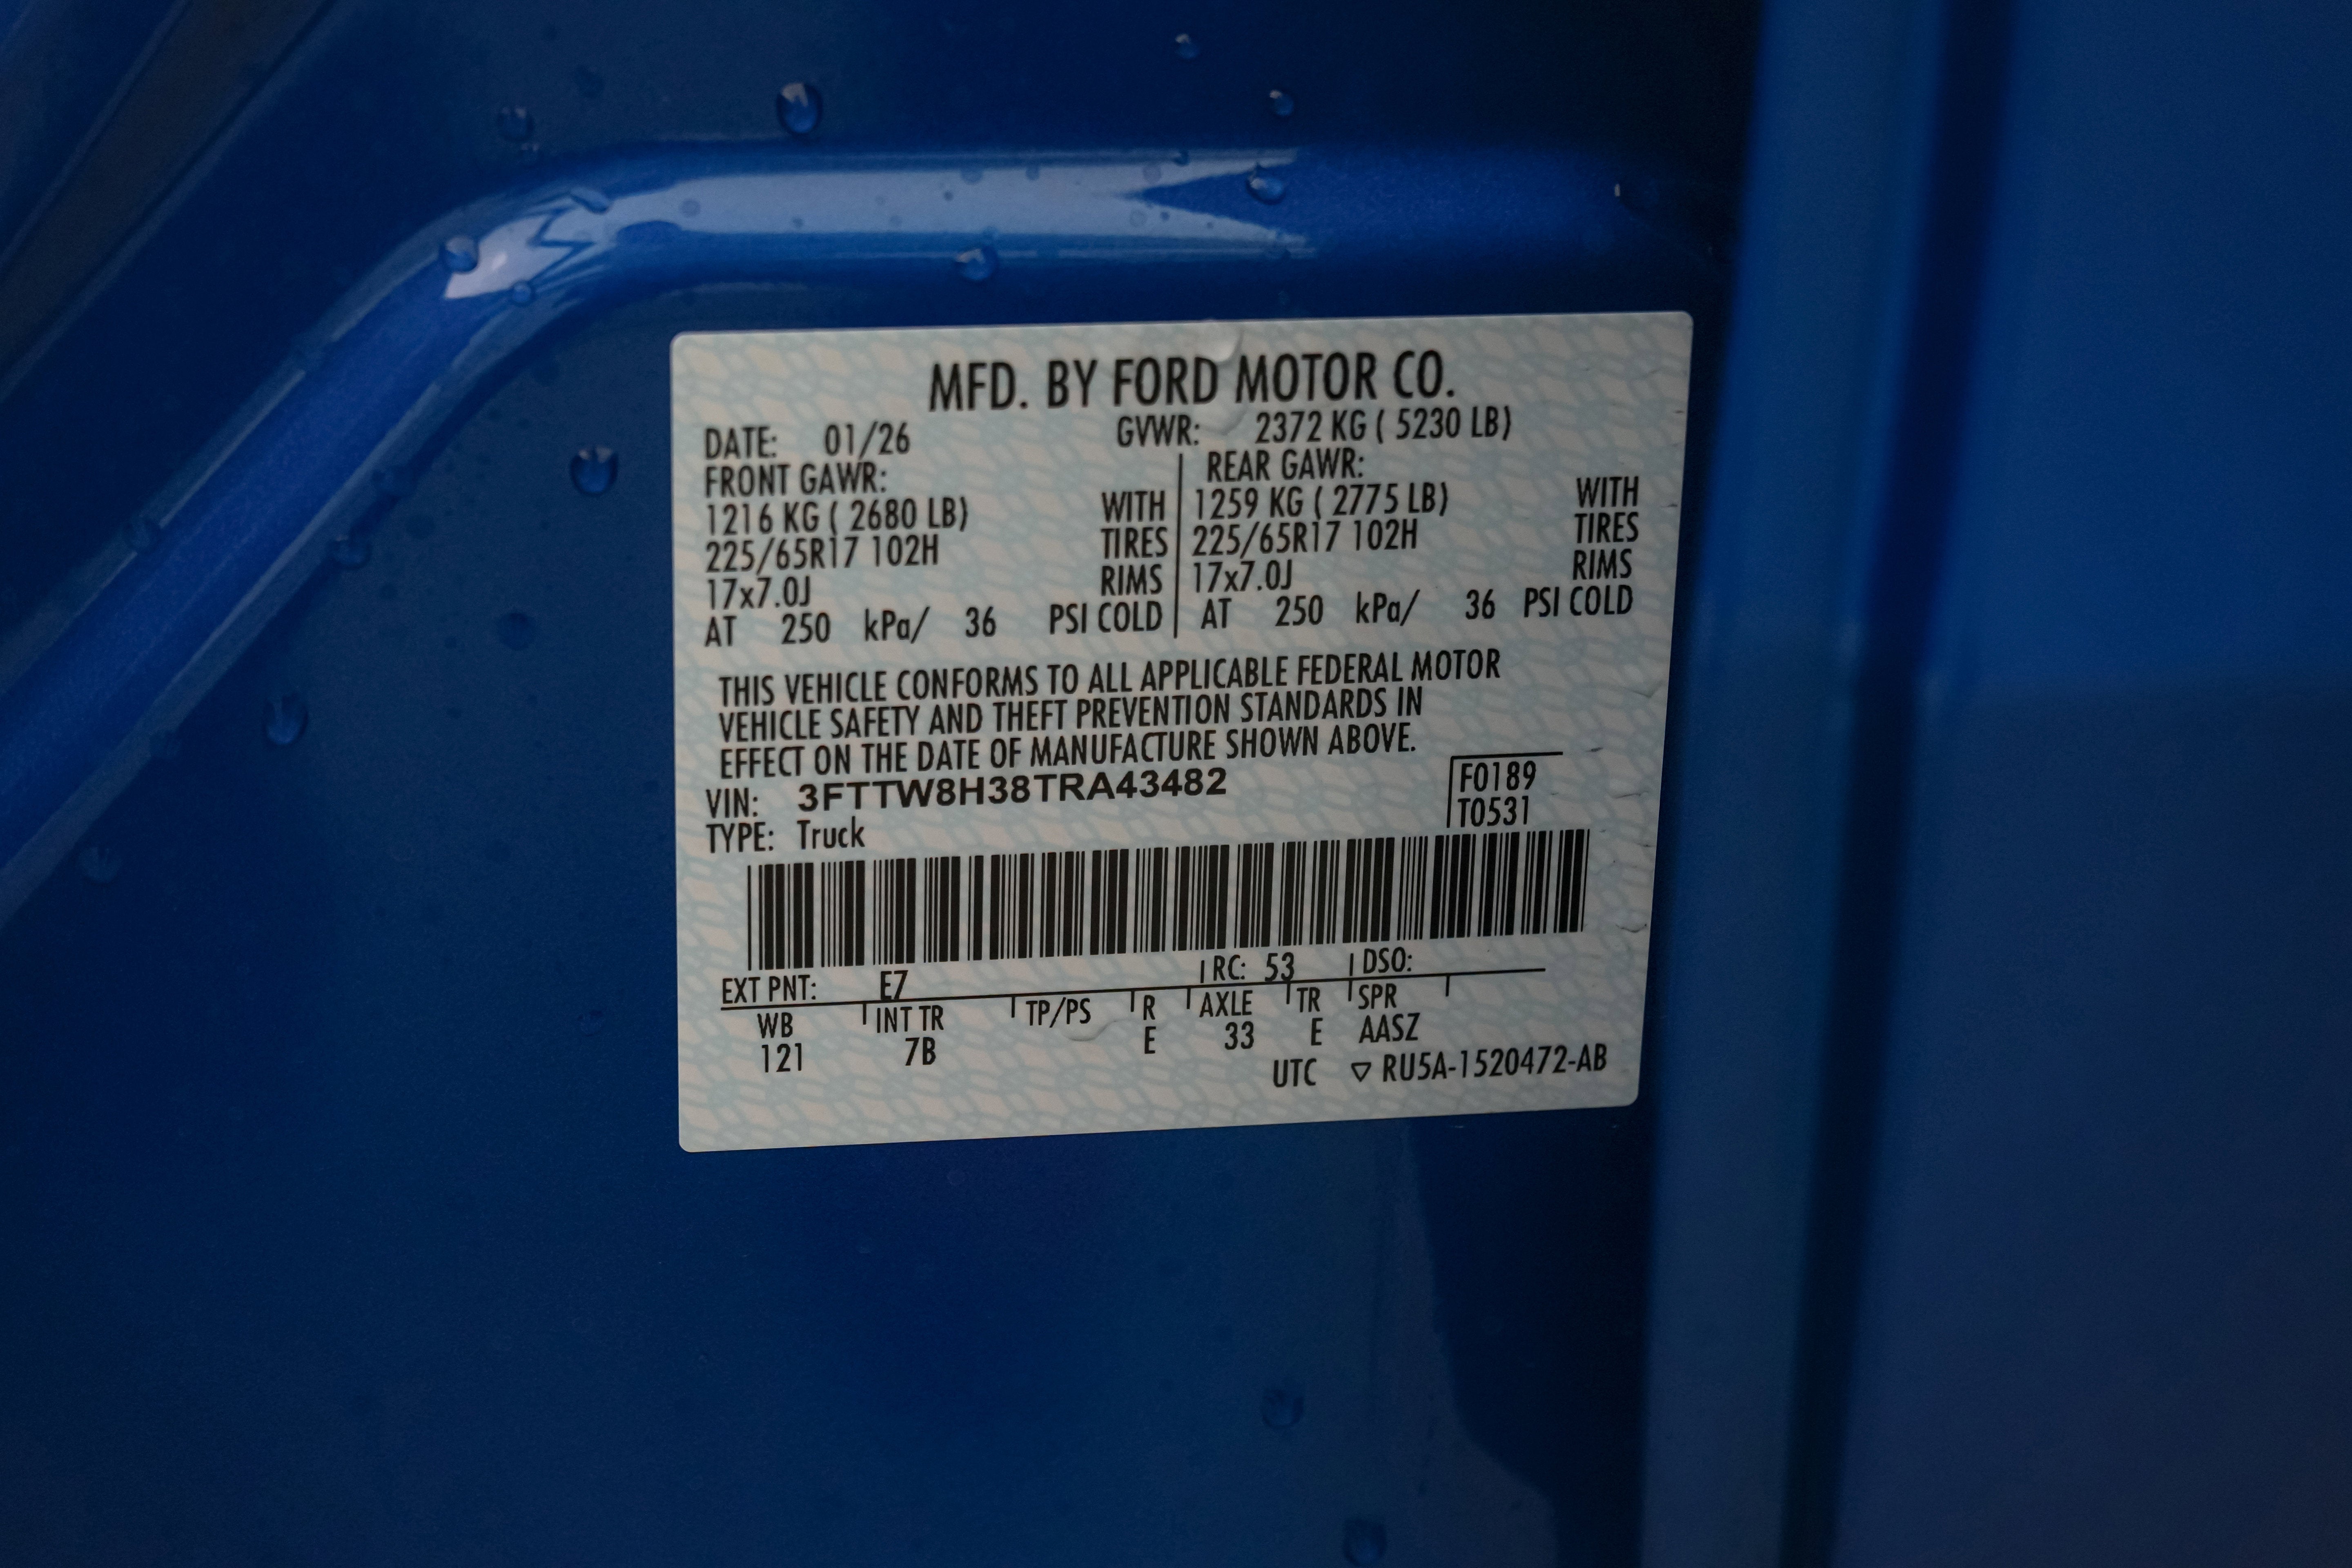 MFD. BY FORD MOTOR CO.
DATE: 01/26 GVWR: 2372 KG ( 5230 LB)
FRONT GAWR: REAR GAWR:
1216 KG ( 2680 LB) WITH 1259 KG ( 2775 LB) WITH
225/65R17 102H TIRES 225/65R17 102H TIRES
17x7.0J RIMS 17x7.0J RIMS
AT 250 kPa/ 36 PSI COLD AT 250 kPa/ 36 PSI COLD
THIS VEHICLE CONFORMS TO ALL APPLICABLE FEDERAL MOTOR
VEHICLE SAFETY AND THEFT PREVENTION STANDARDS IN
EFFECT ON THE DATE OF MANUFACTURE SHOWN ABOVE.
VIN: 3FTTW8H38TRA43482 F0189
TYPE: Truck T0531
EXT PNT: E7 RC: 53 DSO:
WB INT TR TP/PS R AXLE TR SPR
121 7B E 33 E AASZ
UTC ▽ RU5A-1520472-AB